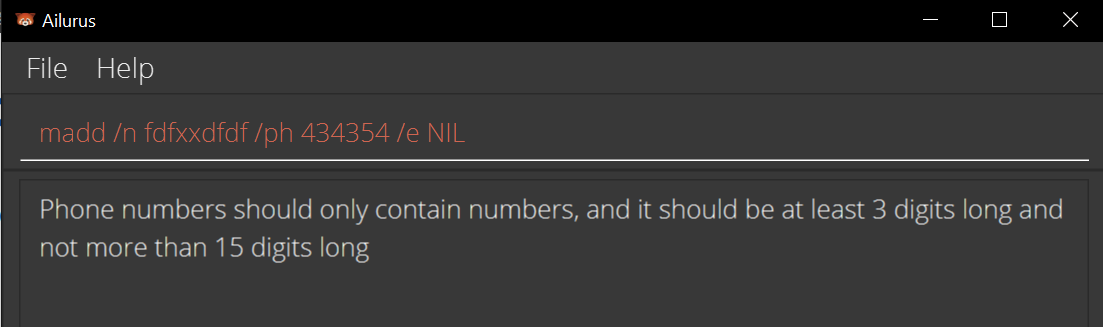 Ailurus
File Help
madd /n fdfxxdfdf /ph 434354 /e NIL
Phone numbers should only contain numbers, and it should be at least 3 digits long and
not more than 15 digits long